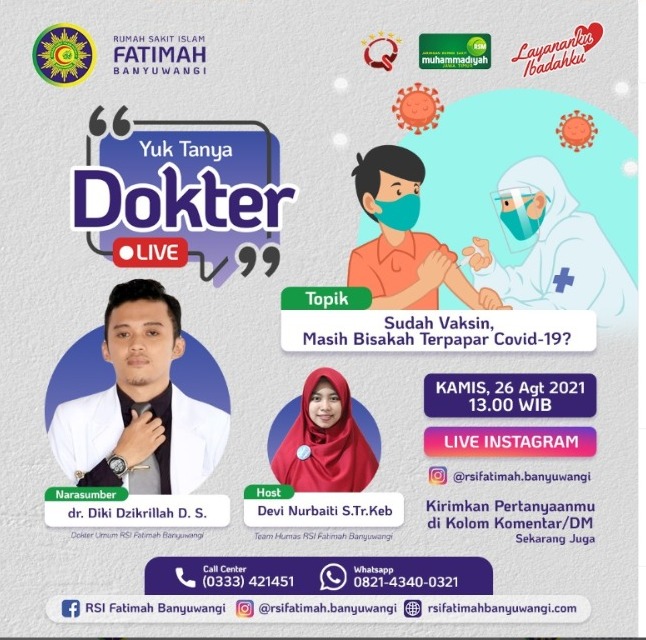 RUMAH SAKIT ISLAM
FATIMAH
BANYUWANGI
RSM
muhammadiyah
JAWA TIMUR
Layananku
Ibadahku
Yuk Tanya
Dokter
LIVE
Topik
Sudah Vaksin,
Masih Bisakah Terpapar Covid-19?
KAMIS, 26 Agt 2021
13.00 WIB
LIVE INSTAGRAM
@rsifatimah.banyuwangi
Kirimkan Pertanyaanmu
di Kolom Komentar/DM
Sekarang Juga
Narasumber
dr. Diki Dzikrillah D. S.
Dokter Umum RSI Fatimah Banyuwangi
Host
Devi Nurbaiti S.Tr.Keb
Team Humas RSI Fatimah Banyuwangi
Call Center
(0333) 421451
Whatsapp
0821-4340-0321
RSI Fatimah Banyuwangi @rsifatimah.banyuwangi rsifatimahbanyuwangi.com